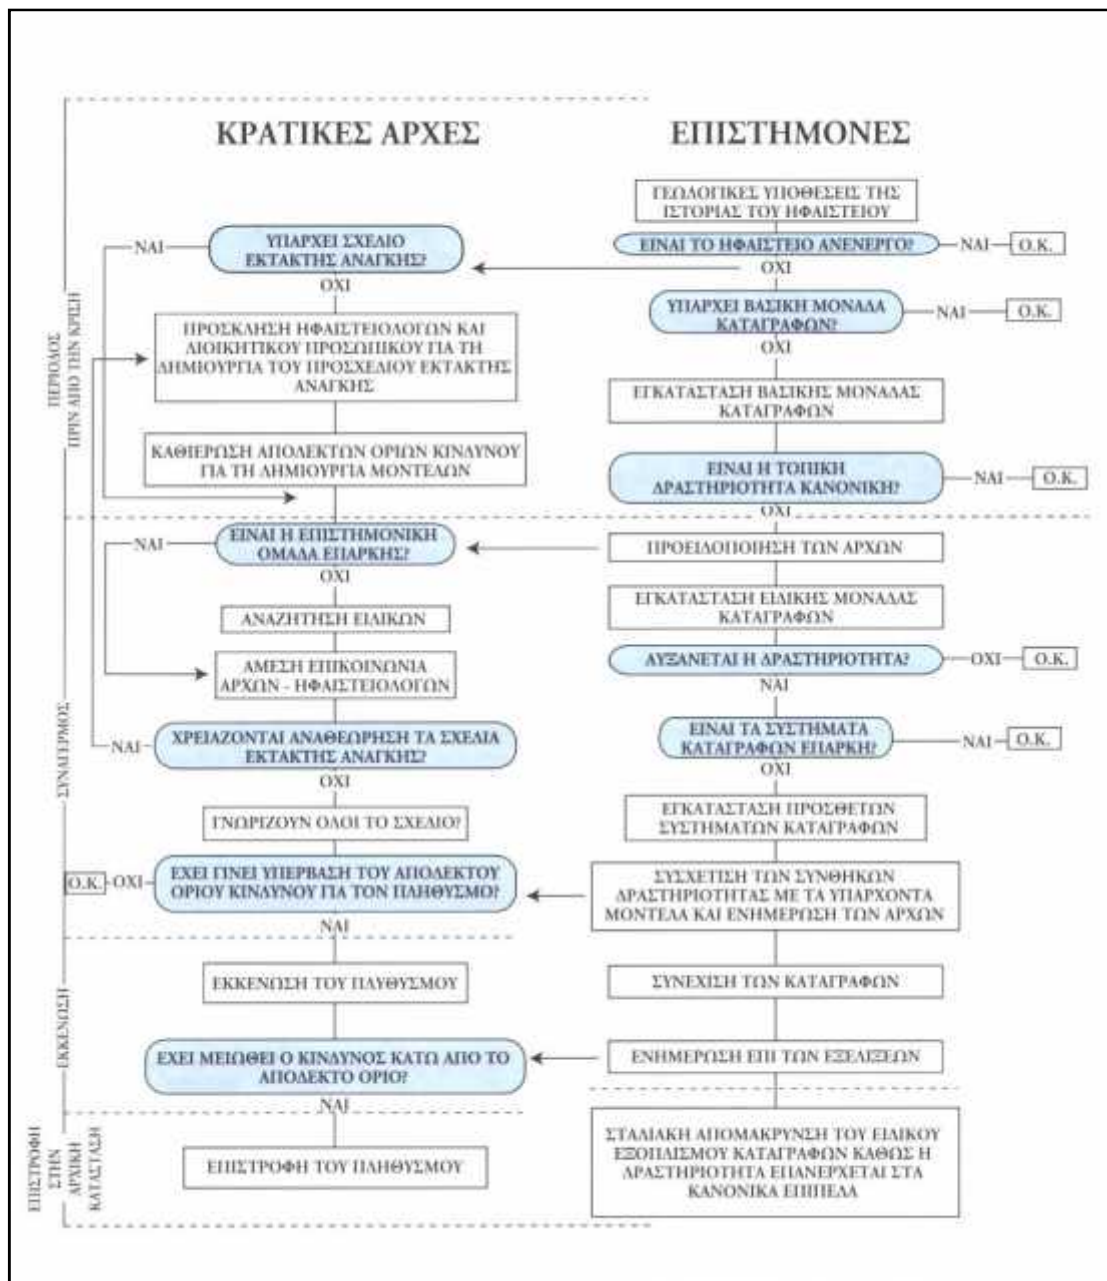 ΚΡΑΤΙΚΕΣ ΑΡΧΕΣ
ΥΠΑΡΧΕΙ ΣΧΕΔΙΟ
ΕΚΤΑΚΤΗΣ ΑΝΑΓΚΗΣ?
ΝΑΙ
ΟΧΙ
ΠΡΟΣΚΛΗΣΗ ΗΦΑΙΣΤΕΙΟΛΟΓΩΝ ΚΑΙ
ΔΙΟΙΚΗΤΙΚΟΥ ΠΡΟΣΩΠΙΚΟΥ ΓΙΑ ΤΗ
ΔΗΜΙΟΥΡΓΙΑ ΤΟΥ ΠΡΟΣΧΕΔΙΟΥ ΕΚΤΑΚΤΗΣ
ΑΝΑΓΚΗΣ
ΚΑΘΙΕΡΩΣΗ ΑΠΟΔΕΚΤΩΝ ΟΡΙΩΝ ΚΙΝΔΥΝΟΥ
ΓΙΑ ΤΗ ΔΗΜΙΟΥΡΓΙΑ ΜΟΝΤΕΛΩΝ
ΕΙΝΑΙ Η ΕΠΙΣΤΗΜΟΝΙΚΗ
ΟΜΑΔΑ ΕΠΑΡΚΗΣ?
ΝΑΙ
ΟΧΙ
ΑΝΑΖΗΤΗΣΗ ΕΙΔΙΚΩΝ
ΑΜΕΣΗ ΕΠΙΚΟΙΝΩΝΙΑ
ΑΡΧΩΝ - ΗΦΑΙΣΤΕΙΟΛΟΓΩΝ
ΧΡΕΙΑΖΟΝΤΑΙ ΑΝΑΘΕΩΡΗΣΗ ΤΑ ΣΧΕΔΙΑ
ΕΚΤΑΚΤΗΣ ΑΝΑΓΚΗΣ?
ΝΑΙ
ΟΧΙ
ΓΝΩΡΙΖΟΥΝ ΟΛΟΙ ΤΟ ΣΧΕΔΙΟ?
ΕΧΕΙ ΓΙΝΕΙ ΥΠΕΡΒΑΣΗ ΤΟΥ ΑΠΟΔΕΚΤΟΥ
ΟΡΙΟΥ ΚΙΝΔΥΝΟΥ ΓΙΑ ΤΟΝ ΠΛΗΘΥΣΜΟ?
Ο.Κ.
ΟΧΙ
ΝΑΙ
ΕΚΚΕΝΩΣΗ ΤΟΥ ΠΛΥΘΥΣΜΟΥ
ΕΧΕΙ ΜΕΙΩΘΕΙ Ο ΚΙΝΔΥΝΟΣ ΚΑΤΩ ΑΠΟ ΤΟ
ΑΠΟΔΕΚΤΟ ΟΡΙΟ?
ΝΑΙ
ΕΠΙΣΤΡΟΦΗ ΤΟΥ ΠΛΗΘΥΣΜΟΥ
ΕΠΙΣΤΗΜΟΝΕΣ
ΓΕΩΛΟΓΙΚΕΣ ΥΠΟΘΕΣΕΙΣ ΤΗΣ
ΙΣΤΟΡΙΑΣ ΤΟΥ ΗΦΑΙΣΤΕΙΟΥ
ΕΙΝΑΙ ΤΟ ΗΦΑΙΣΤΕΙΟ ΑΝΕΝΕΡΓΟ?
ΝΑΙ
Ο.Κ.
ΟΧΙ
ΥΠΑΡΧΕΙ ΒΑΣΙΚΗ ΜΟΝΑΔΑ
ΚΑΤΑΓΡΑΦΩΝ?
ΝΑΙ
Ο.Κ.
ΟΧΙ
ΕΓΚΑΤΑΣΤΑΣΗ ΒΑΣΙΚΗΣ ΜΟΝΑΔΑΣ
ΚΑΤΑΓΡΑΦΩΝ
ΕΙΝΑΙ Η ΤΟΠΙΚΗ
ΔΡΑΣΤΗΡΙΟΤΗΤΑ ΚΑΝΟΝΙΚΗ?
ΝΑΙ
Ο.Κ.
ΟΧΙ
ΠΡΟΕΙΔΟΠΟΙΗΣΗ ΤΩΝ ΑΡΧΩΝ
ΕΓΚΑΤΑΣΤΑΣΗ ΕΙΔΙΚΗΣ ΜΟΝΑΔΑΣ
ΚΑΤΑΓΡΑΦΩΝ
ΑΥΞΑΝΕΤΑΙ Η ΔΡΑΣΤΗΡΙΟΤΗΤΑ?
ΟΧΙ
Ο.Κ.
ΝΑΙ
ΕΙΝΑΙ ΤΑ ΣΥΣΤΗΜΑΤΑ
ΚΑΤΑΓΡΑΦΩΝ ΕΠΑΡΚΗ?
ΝΑΙ
Ο.Κ.
ΟΧΙ
ΕΓΚΑΤΑΣΤΑΣΗ ΠΡΟΣΘΕΤΩΝ
ΣΥΣΤΗΜΑΤΩΝ ΚΑΤΑΓΡΑΦΩΝ
ΣΥΣΧΕΤΙΣΗ ΤΩΝ ΣΥΝΘΗΚΩΝ
ΔΡΑΣΤΗΡΙΟΤΗΤΑΣ ΜΕ ΤΑ ΥΠΑΡΧΟΝΤΑ
ΜΟΝΤΕΛΑ ΚΑΙ ΕΝΗΜΕΡΩΣΗ ΤΩΝ ΑΡΧΩΝ
ΣΥΝΕΧΙΣΗ ΤΩΝ ΚΑΤΑΓΡΑΦΩΝ
ΕΝΗΜΕΡΩΣΗ ΕΠΙ ΤΩΝ ΕΞΕΛΙΞΕΩΝ
ΣΤΑΔΙΑΚΗ ΑΠΟΜΑΚΡΥΝΣΗ ΤΟΥ ΕΙΔΙΚΟΥ
ΕΞΟΠΛΙΣΜΟΥ ΚΑΤΑΓΡΑΦΩΝ ΚΑΘΩΣ Η
ΔΡΑΣΤΗΡΙΟΤΗΤΑ ΕΠΑΝΕΡΧΕΤΑΙ ΣΤΑ
ΚΑΝΟΝΙΚΑ ΕΠΙΠΕΔΑ
ΠΕΡΙΟΔΟΣ
ΠΡΙΝ ΑΠΟ ΤΗΝ ΚΡΙΣΗ
ΣΥΝΑΓΕΡΜΟΣ
ΕΚΚΕΝΩΣΗ
ΕΠΙΣΤΡΟΦΗ
ΣΤΗΝ
ΑΡΧΙΚΗ
ΚΑΤΑΣΤΑΣΗ